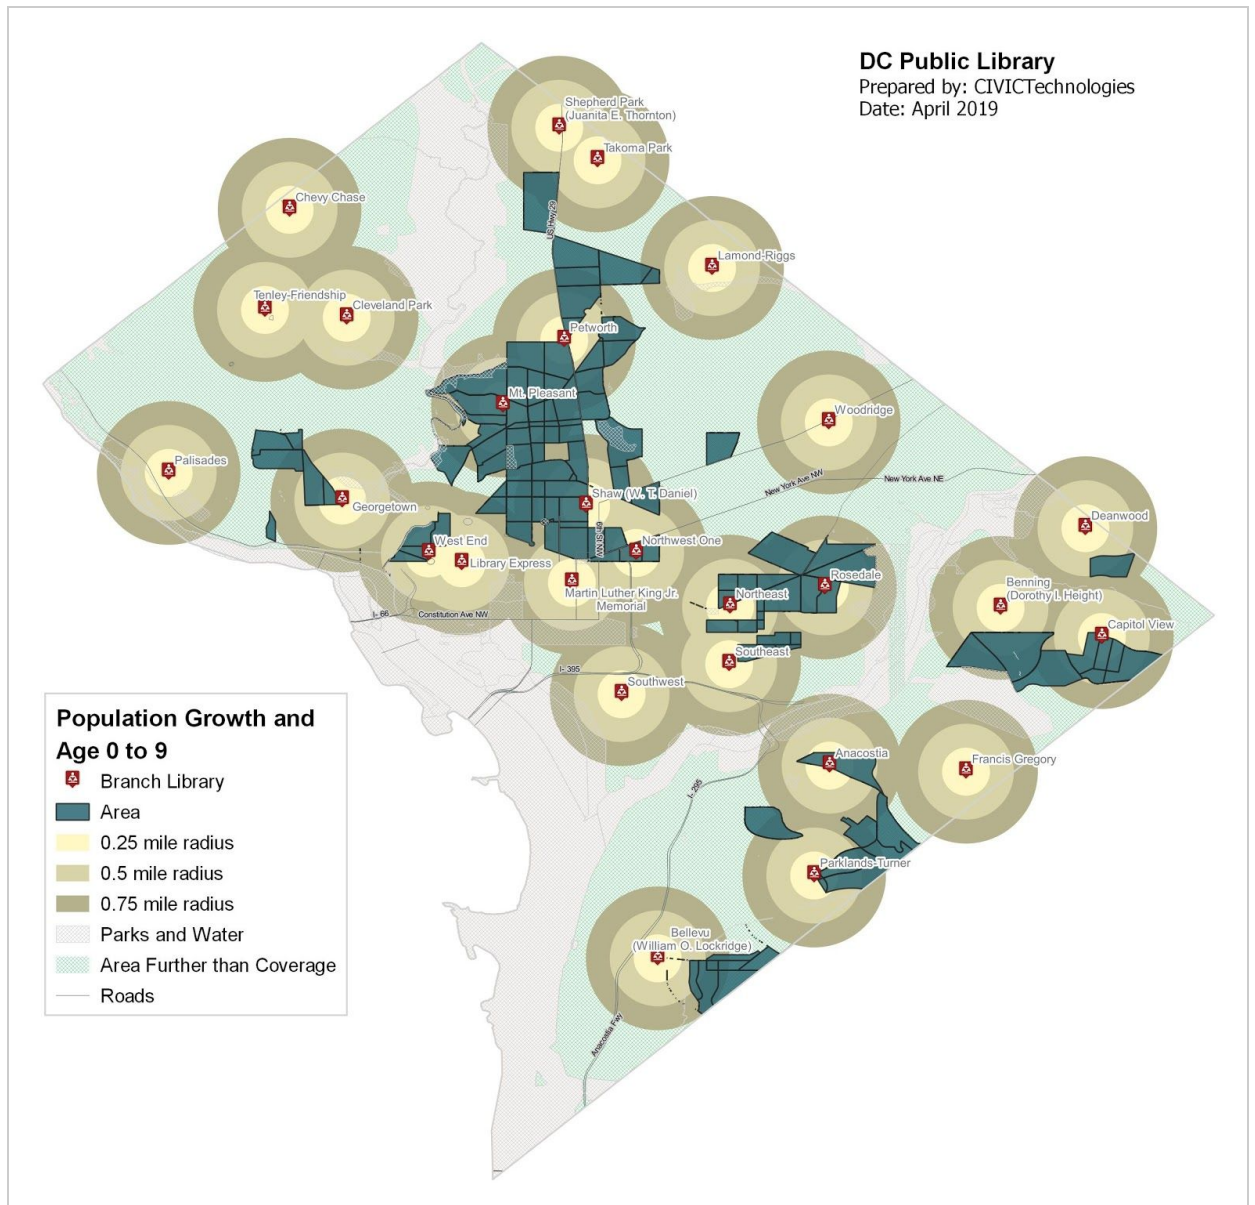 DC Public Library
Prepared by: CIVICTechnologies
Date: April 2019
Shepherd Park
(Juanita E. Thornton)
Takoma Park
Chevy Chase
US Hwy 29
Lamond-Riggs
Tenley-Friendship
Cleveland Park
Petworth
Mt. Pleasant
Woodridge
Palisades
New York Ave NW
New York Ave NE
Georgetown
Shaw (W. T. Daniel)
6th St NW
Deanwood
West End
Northwest One
Library Express
Rosedale
Benning
(Dorothy I. Height)
Martin Luther King Jr.
Memorial
Northeast
I- 66
Constitution Ave NW
Capitol View
Southeast
I- 395
Southwest
Anacostia
Francis Gregory
I- 295
Parklands-Turner
Bellevu
(William O. Lockridge)
Anacostia Fwy
Population Growth and
Age 0 to 9
Branch Library
Area
0.25 mile radius
0.5 mile radius
0.75 mile radius
Parks and Water
Area Further than Coverage
Roads